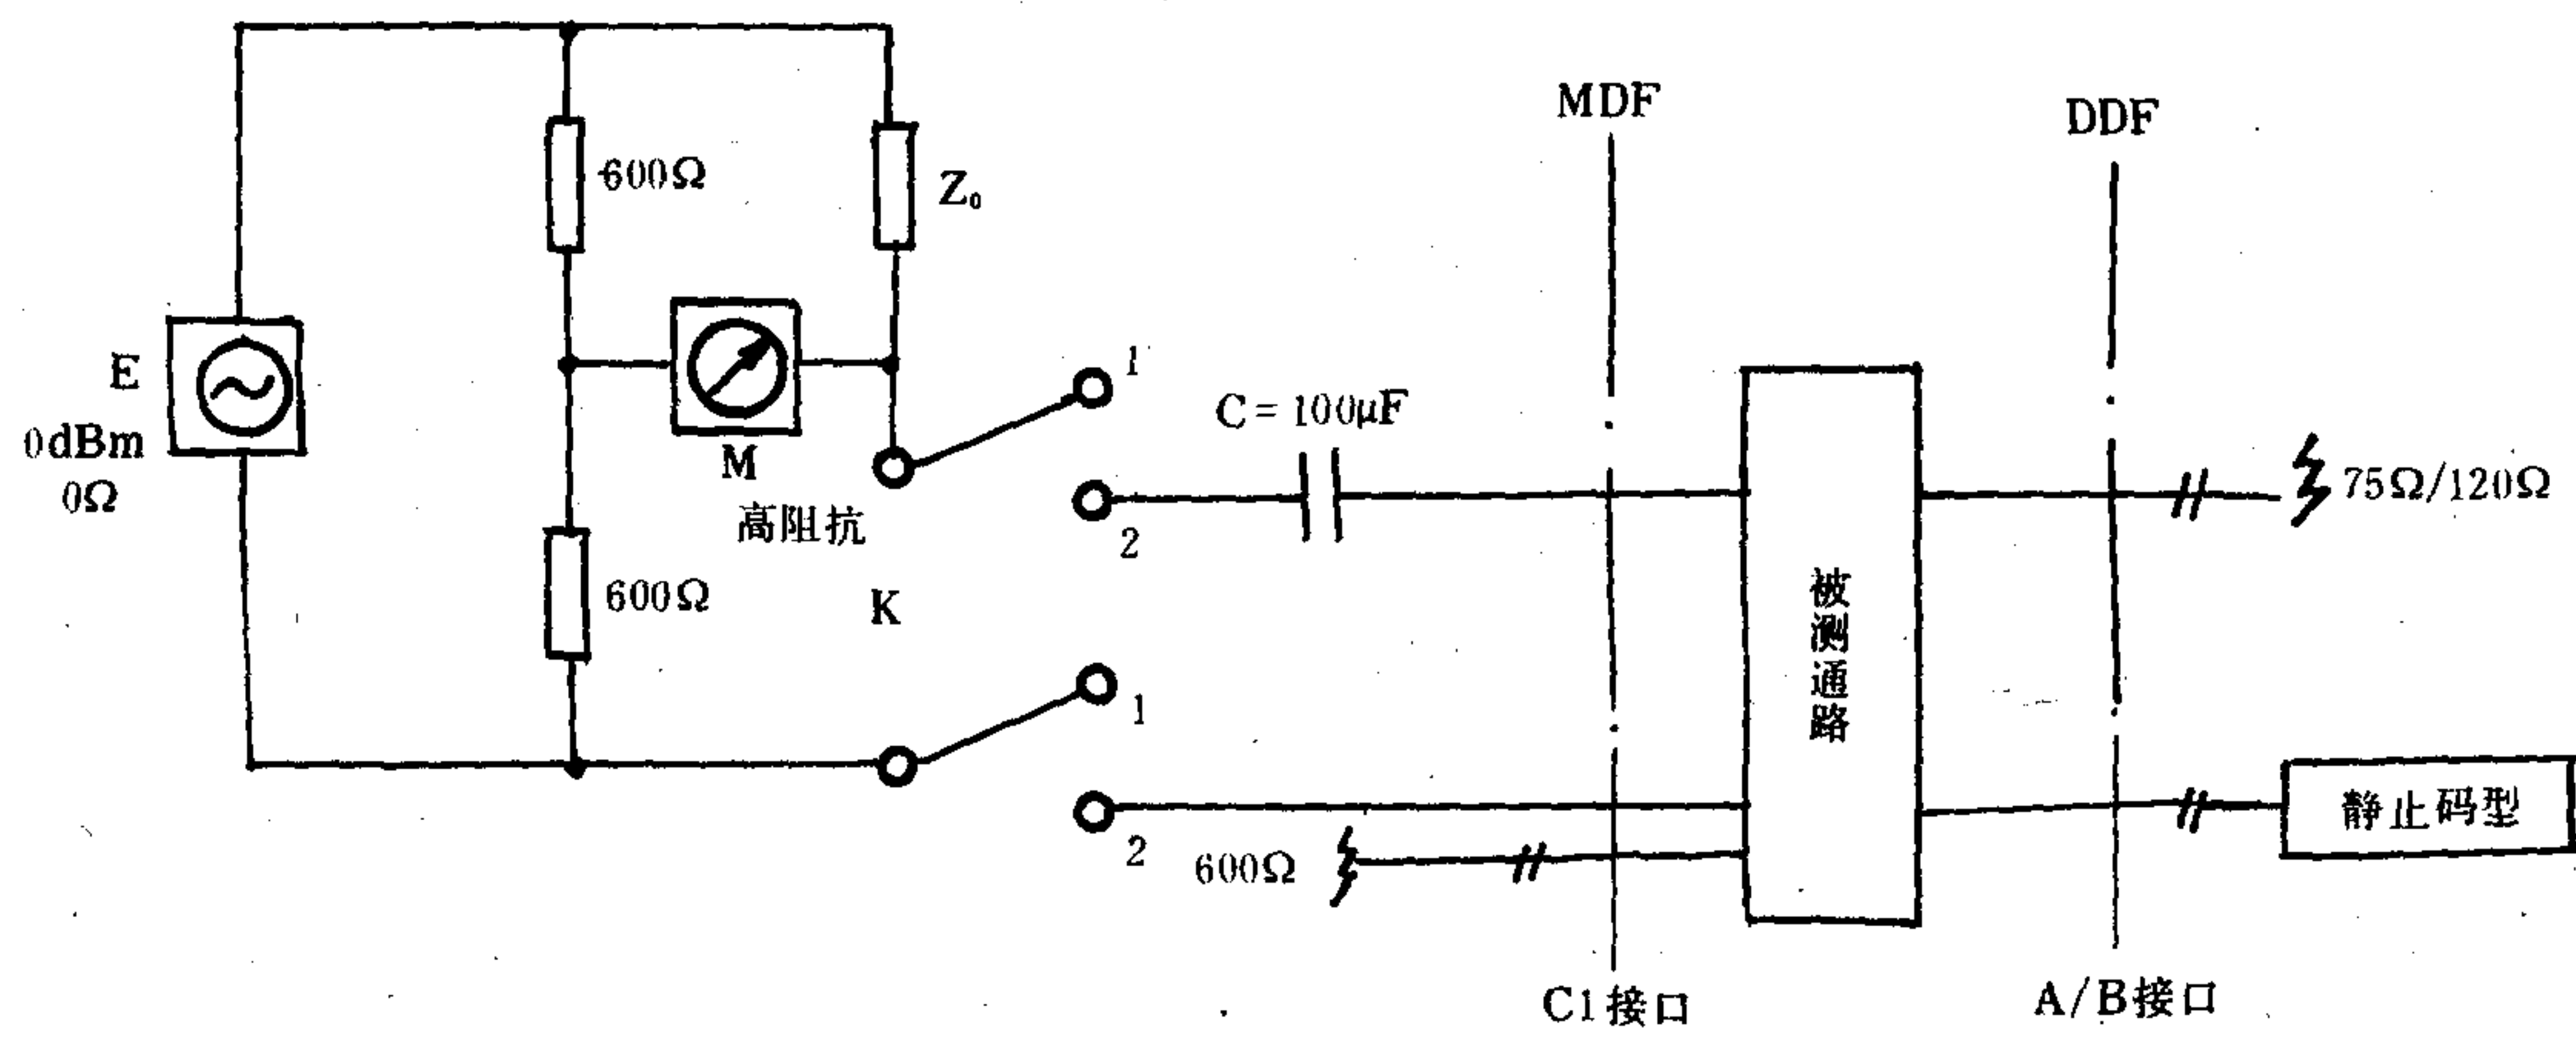 MDF
DDF
600Ω
Z₀
E
0dBm
0Ω
M
高阻抗
1
C = 100μF
2
75Ω/120Ω
600Ω
K
被测通路
1
2
600Ω
静止码型
C1接口
A/B接口